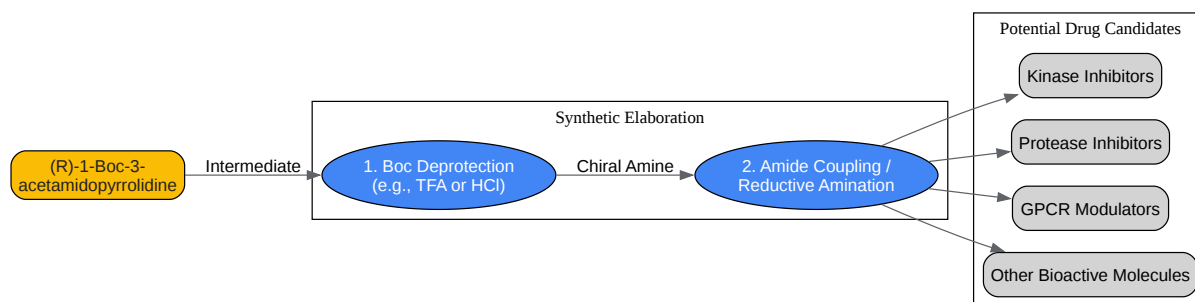 (R)-1-Boc-3-
acetamidopyrrolidine
Intermediate
Synthetic Elaboration
1. Boc Deprotection
(e.g., TFA or HCl)
Chiral Amine
2. Amide Coupling /
Reductive Amination
Potential Drug Candidates
Kinase Inhibitors
Protease Inhibitors
GPCR Modulators
Other Bioactive Molecules